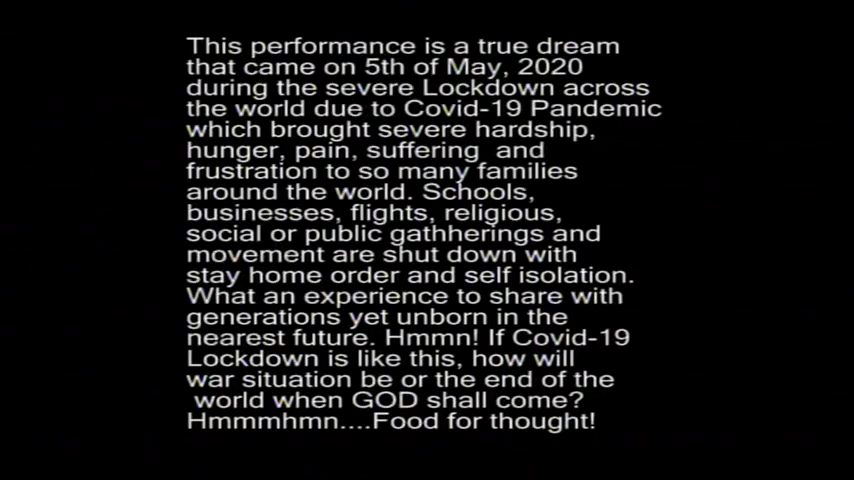 This performance is a true dream
that came on 5th of May, 2020
during the severe Lockdown across
the world due to Covid-19 Pandemic
which brought severe hardship,
hunger, pain, suffering  and
frustration to so many families
around the world. Schools,
businesses, flights, religious,
social or public gathherings and
movement are shut down with
stay home order and self isolation.
What an experience to share with
generations yet unborn in the
nearest future. Hmmn! If Covid-19
Lockdown is like this, how will
war situation be or the end of the
world when GOD shall come?
Hmmmhmn....Food for thought!